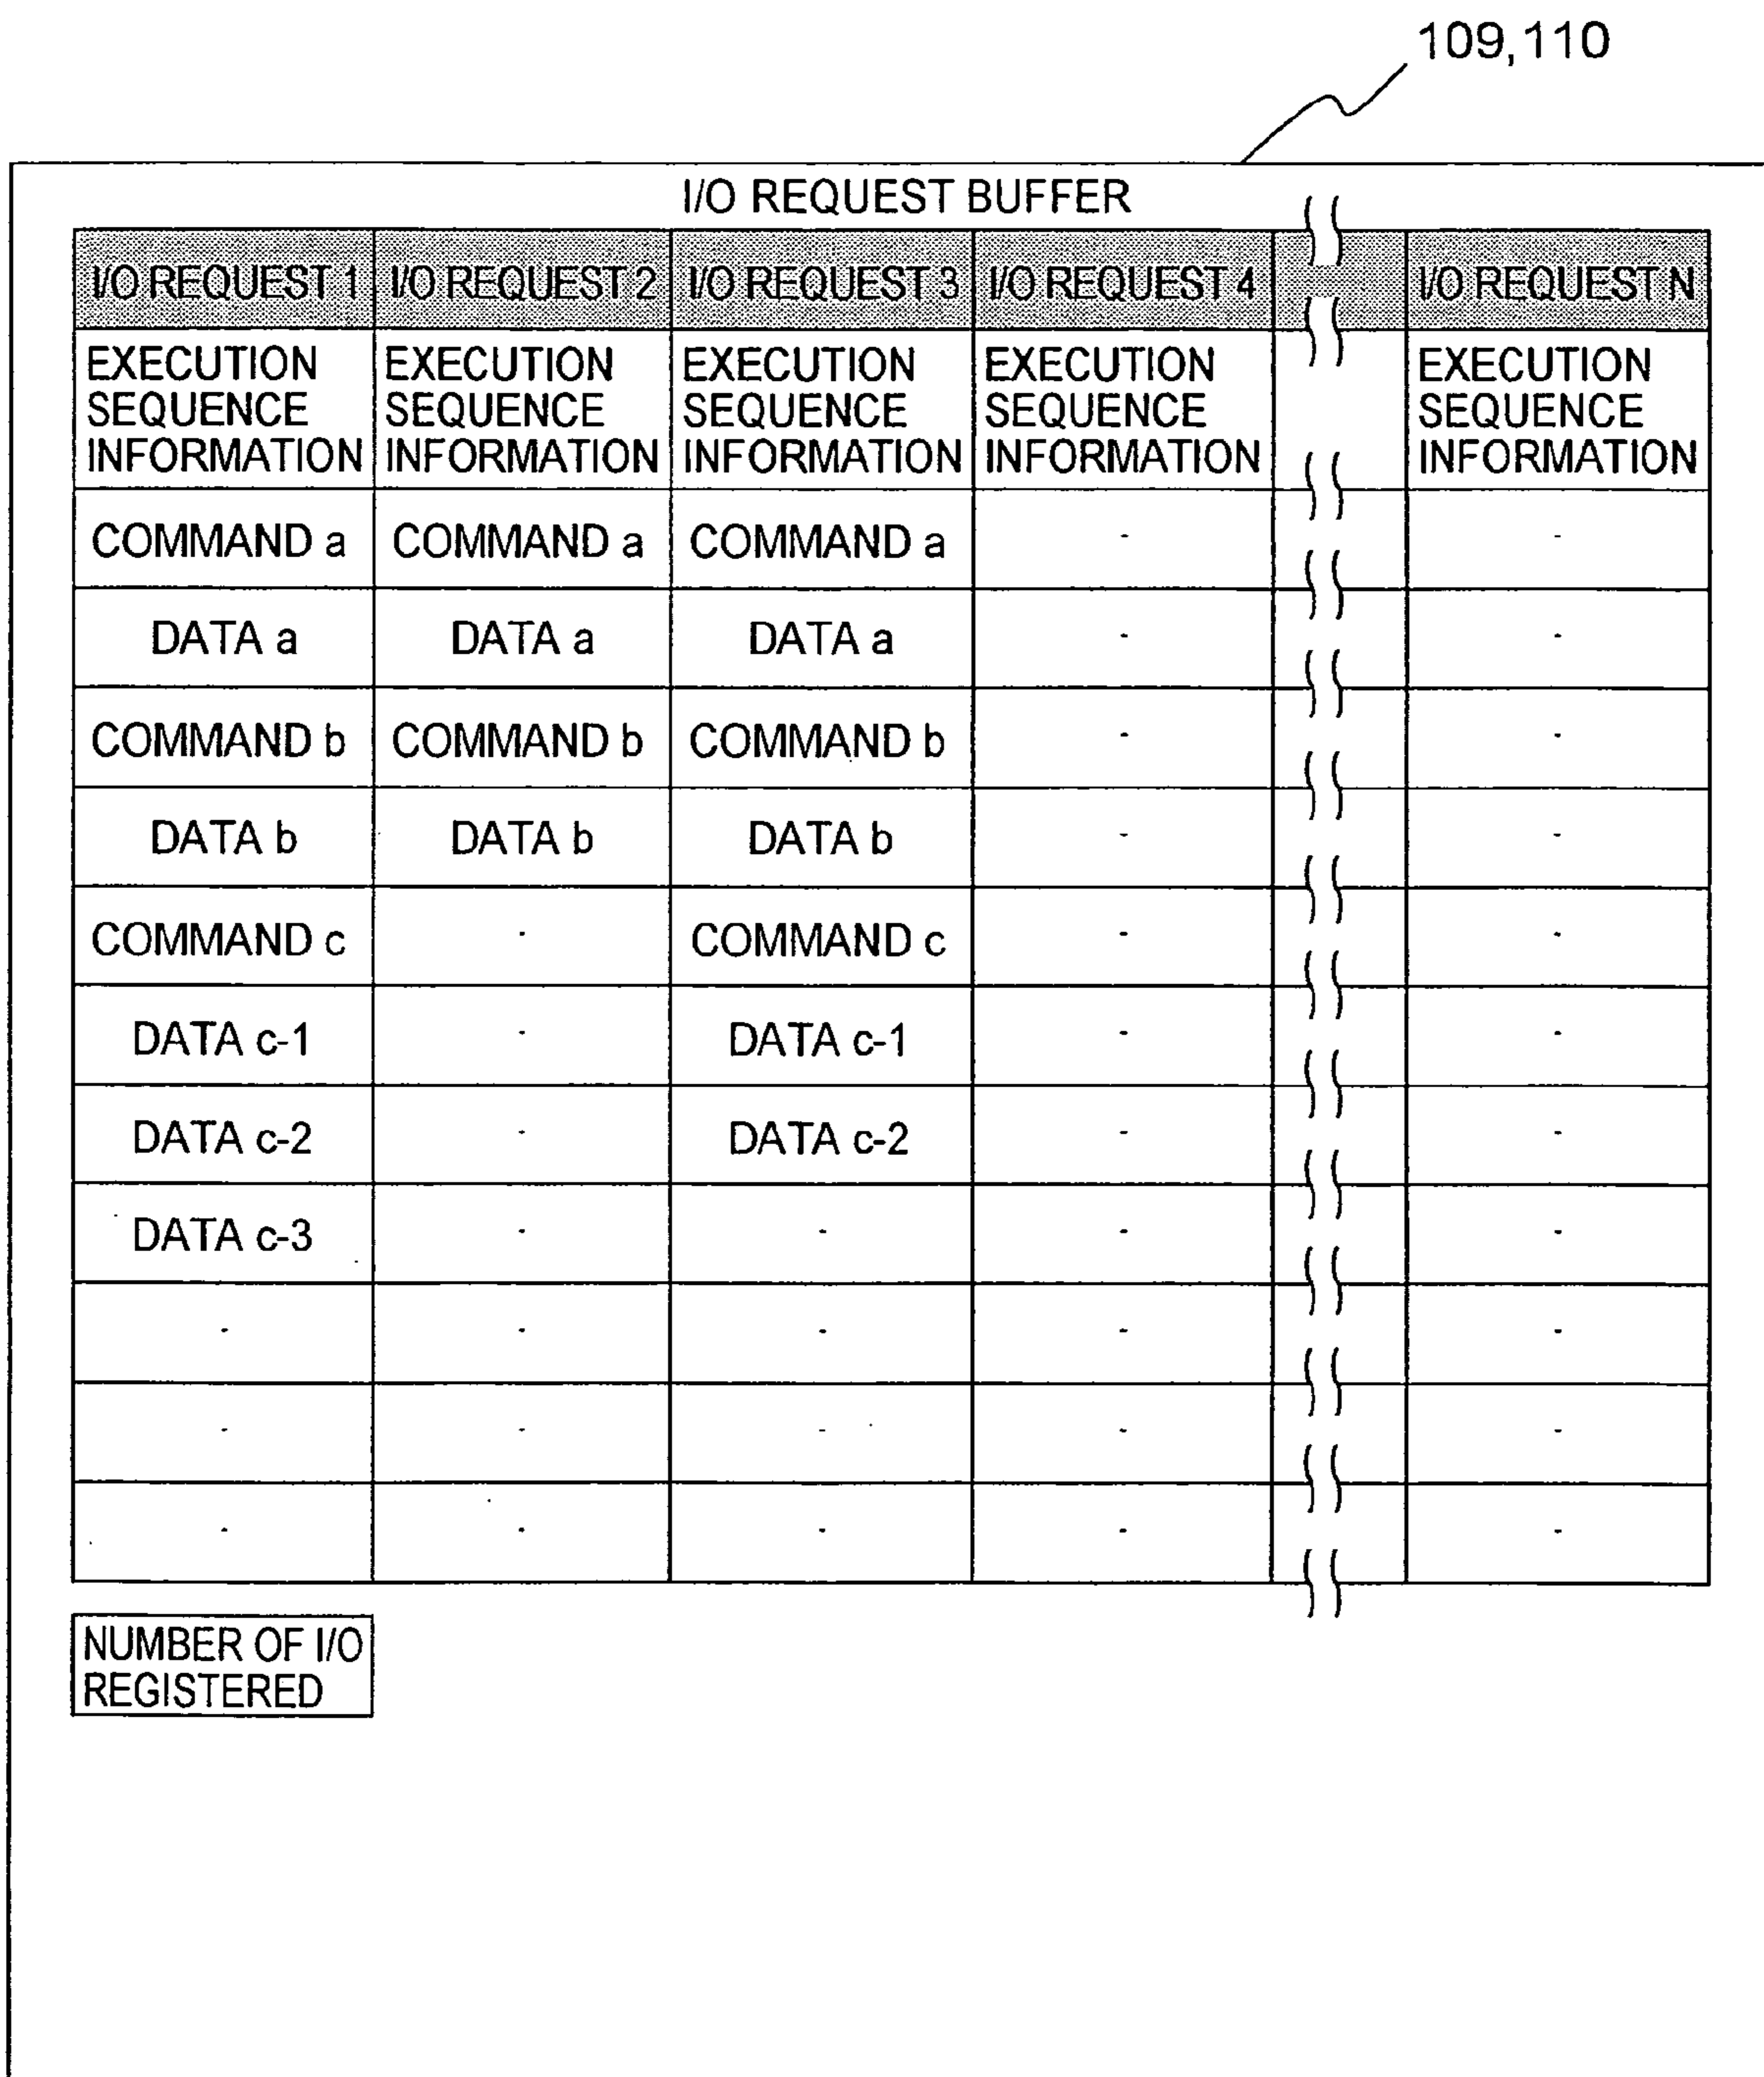 109,110
I/O REQUEST BUFFER
I/O REQUEST 1 I/O REQUEST 2 I/O REQUEST 3 I/O REQUEST 4 I/O REQUEST N
EXECUTION EXECUTION EXECUTION EXECUTION EXECUTION
SEQUENCE SEQUENCE SEQUENCE SEQUENCE SEQUENCE
INFORMATION INFORMATION INFORMATION INFORMATION INFORMATION
COMMAND a COMMAND a COMMAND a - -
DATA a DATA a DATA a - -
COMMAND b COMMAND b COMMAND b - -
DATA b DATA b DATA b - -
COMMAND c - COMMAND c - -
DATA c-1 - DATA c-1 - -
DATA c-2 - DATA c-2 - -
DATA c-3 - - - -
- - - - -
- - - - -
- - - - -
NUMBER OF I/O
REGISTERED